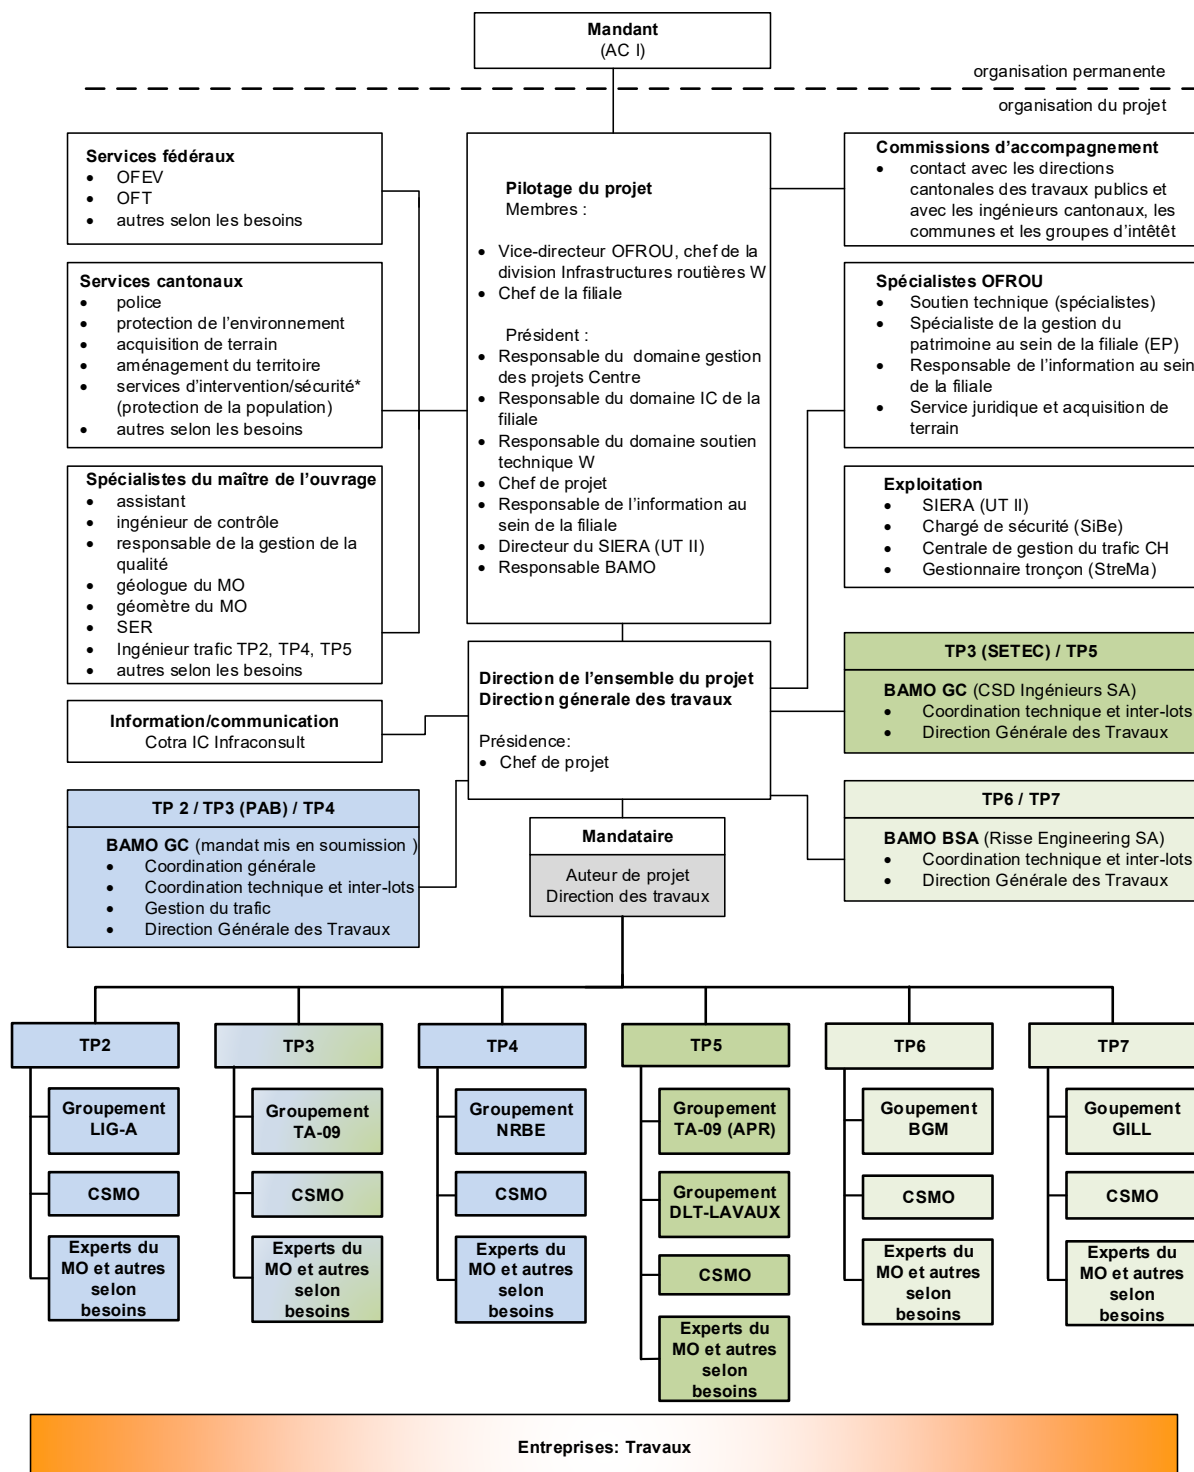 Mandant
(AC I)
organisation permanente
organisation du projet
Services fédéraux
• OFEV
• OFT
• autres selon les besoins
Services cantonaux
• police
• protection de l'environnement
• acquisition de terrain
• aménagement du territoire
• services d'intervention/sécurité*
(protection de la population)
• autres selon les besoins
Spécialistes du maître de l'ouvrage
• assistant
• ingénieur de contrôle
• responsable de la gestion de la
qualité
• géologue du MO
• géomètre du MO
• SER
• Ingénieur trafic TP2, TP4, TP5
• autres selon les besoins
Information/communication
Cotra IC Infraconsult
TP 2 / TP3 (PAB) / TP4
BAMO GC (mandat mis en soumission )
• Coordination générale
• Coordination technique et inter-lots
• Gestion du trafic
• Direction Générale des Travaux
Pilotage du projet
Membres :
• Vice-directeur OFROU, chef de la
division Infrastructures routières W
• Chef de la filiale
Président :
• Responsable du domaine gestion
des projets Centre
• Responsable du domaine IC de la
filiale
• Responsable du domaine soutien
technique W
• Chef de projet
• Responsable de l'information au
sein de la filiale
• Directeur du SIERA (UT II)
• Responsable BAMO
Direction de l'ensemble du projet
Direction génerale des travaux
Présidence:
• Chef de projet
Mandataire
Auteur de projet
Direction des travaux
Commissions d'accompagnement
• contact avec les directions
cantonales des travaux publics et
avec les ingénieurs cantonaux, les
communes et les groupes d'intêtêt
Spécialistes OFROU
• Soutien technique (spécialistes)
• Spécialiste de la gestion du
patrimoine au sein de la filiale (EP)
• Responsable de l'information au sein
de la filiale
• Service juridique et acquisition de
terrain
Exploitation
• SIERA (UT II)
• Chargé de sécurité (SiBe)
• Centrale de gestion du trafic CH
• Gestionnaire tronçon (StreMa)
TP3 (SETEC) / TP5
BAMO GC (CSD Ingénieurs SA)
• Coordination technique et inter-lots
• Direction Générale des Travaux
TP6 / TP7
BAMO BSA (Risse Engineering SA)
• Coordination technique et inter-lots
• Direction Générale des Travaux
TP2
Groupement
LIG-A
CSMO
Experts du
MO et autres
selon
besoins
TP3
Groupement
TA-09
CSMO
Experts du
MO et autres
selon
besoins
TP4
Groupement
NRBE
CSMO
Experts du
MO et autres
selon
besoins
TP5
Groupement
TA-09 (APR)
Groupement
DLT-LAVAUX
CSMO
Experts du
MO et autres
selon
besoins
TP6
Goupement
BGM
CSMO
Experts du
MO et autres
selon
besoins
TP7
Goupement
GILL
CSMO
Experts du
MO et autres
selon
besoins
Entreprises: Travaux